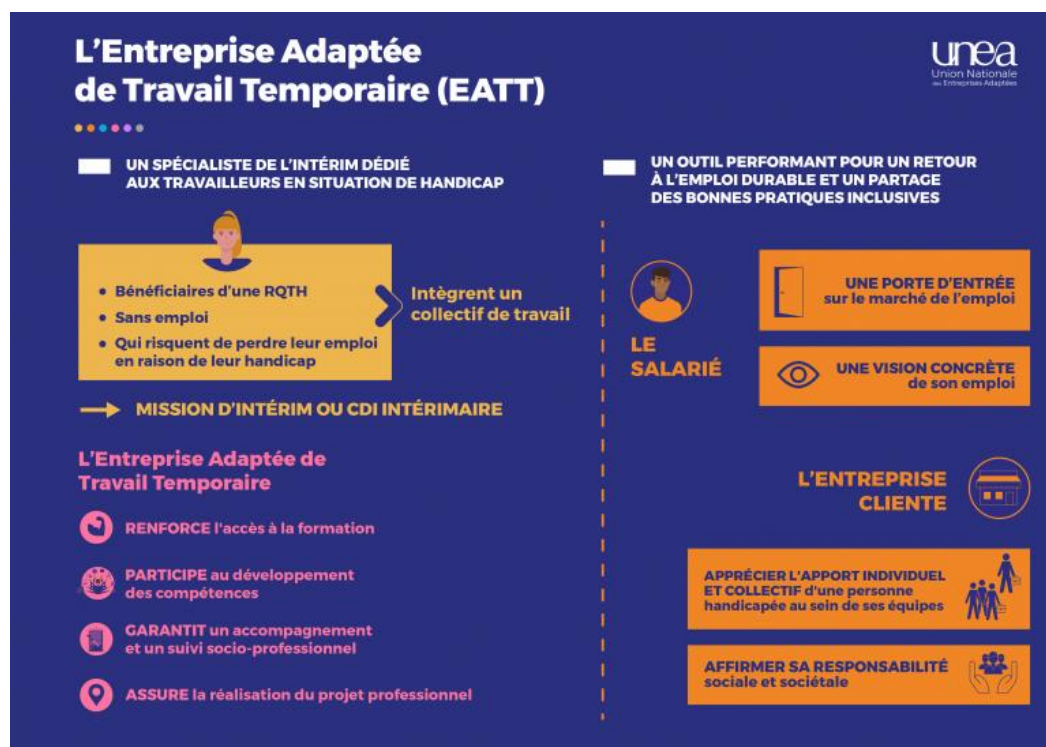 L'Entreprise Adaptée
de Travail Temporaire (EATT)
unea
Union Nationale
des Entreprises Adaptées
UN SPÉCIALISTE DE L'INTÉRIM DÉDIÉ
AUX TRAVAILLEURS EN SITUATION DE HANDICAP
• Bénéficiaires d'une RQTH
• Sans emploi
• Qui risquent de perdre leur emploi
en raison de leur handicap
Intègrent un
collectif de travail
MISSION D'INTÉRIM OU CDI INTÉRIMAIRE
L'Entreprise Adaptée de
Travail Temporaire
RENFORCE l'accès à la formation
PARTICIPE au développement
des compétences
GARANTIT un accompagnement
et un suivi socio-professionnel
ASSURE la réalisation du projet professionnel
UN OUTIL PERFORMANT POUR UN RETOUR
À L'EMPLOI DURABLE ET UN PARTAGE
DES BONNES PRATIQUES INCLUSIVES
LE
SALARIÉ
UNE PORTE D'ENTRÉE
sur le marché de l'emploi
UNE VISION CONCRÈTE
de son emploi
L'ENTREPRISE
CLIENTE
APPRÉCIER L'APPORT INDIVIDUEL
ET COLLECTIF d'une personne
handicapée au sein de ses équipes
AFFIRMER SA RESPONSABILITÉ
sociale et sociétale